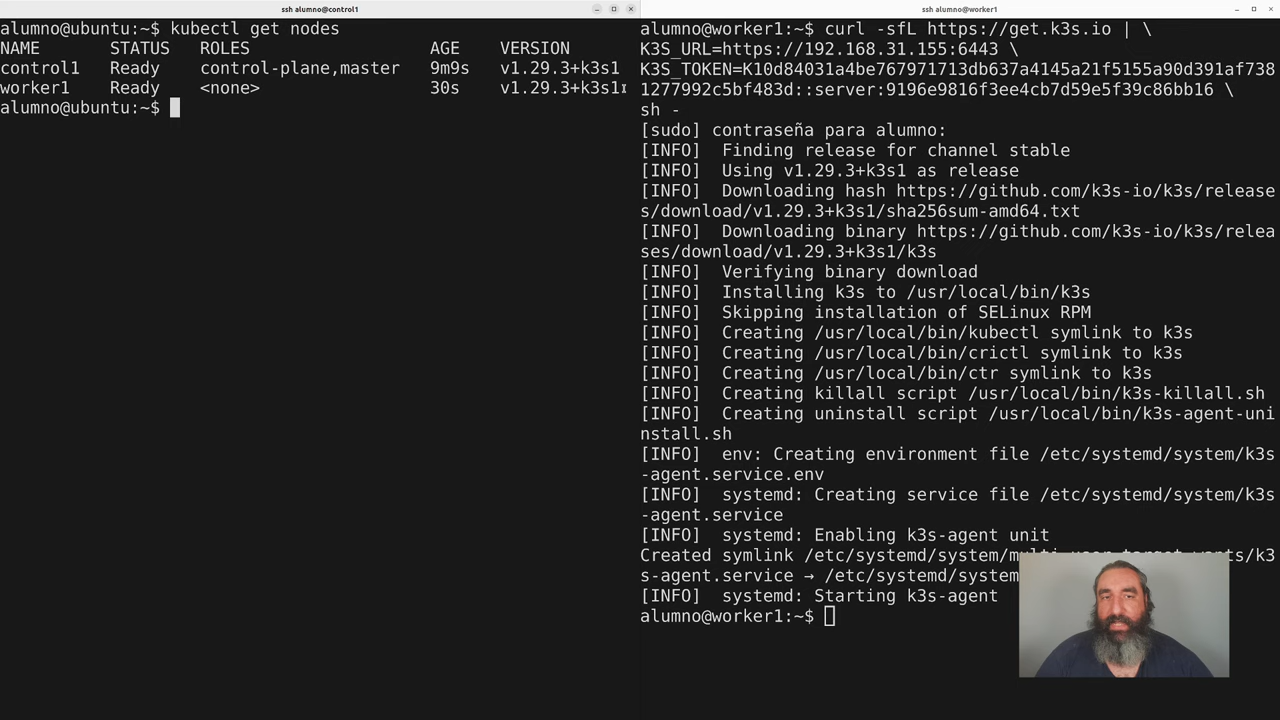 ssh alumno@control1
alumno@ubuntu:~$ kubectl get nodes
NAME STATUS ROLES AGE VERSION
control1 Ready control-plane,master 9m9s v1.29.3+k3s1
worker1 Ready <none> 30s v1.29.3+k3s1
alumno@ubuntu:~$
ssh alumno@worker1
alumno@worker1:~$ curl -sfL https://get.k3s.io | \
K3S_URL=https://192.168.31.155:6443 \
K3S_TOKEN=K10d84031a4be767971713db637a4145a21f5155a90d391af738
1277992c5bf483d::server:9196e9816f3ee4cb7d59e5f39c86bb16 \
sh -
[sudo] contraseña para alumno:
[INFO]  Finding release for channel stable
[INFO]  Using v1.29.3+k3s1 as release
[INFO]  Downloading hash https://github.com/k3s-io/k3s/release
s/download/v1.29.3+k3s1/sha256sum-amd64.txt
[INFO]  Downloading binary https://github.com/k3s-io/k3s/relea
ses/download/v1.29.3+k3s1/k3s
[INFO]  Verifying binary download
[INFO]  Installing k3s to /usr/local/bin/k3s
[INFO]  Skipping installation of SELinux RPM
[INFO]  Creating /usr/local/bin/kubectl symlink to k3s
[INFO]  Creating /usr/local/bin/crictl symlink to k3s
[INFO]  Creating /usr/local/bin/ctr symlink to k3s
[INFO]  Creating killall script /usr/local/bin/k3s-killall.sh
[INFO]  Creating uninstall script /usr/local/bin/k3s-agent-uni
nstall.sh
[INFO]  env: Creating environment file /etc/systemd/system/k3s
-agent.service.env
[INFO]  systemd: Creating service file /etc/systemd/system/k3s
-agent.service
[INFO]  systemd: Enabling k3s-agent unit
Created symlink /etc/systemd/system/multi-user.target.wants/k3
s-agent.service → /etc/systemd/system
[INFO]  systemd: Starting k3s-agent
alumno@worker1:~$